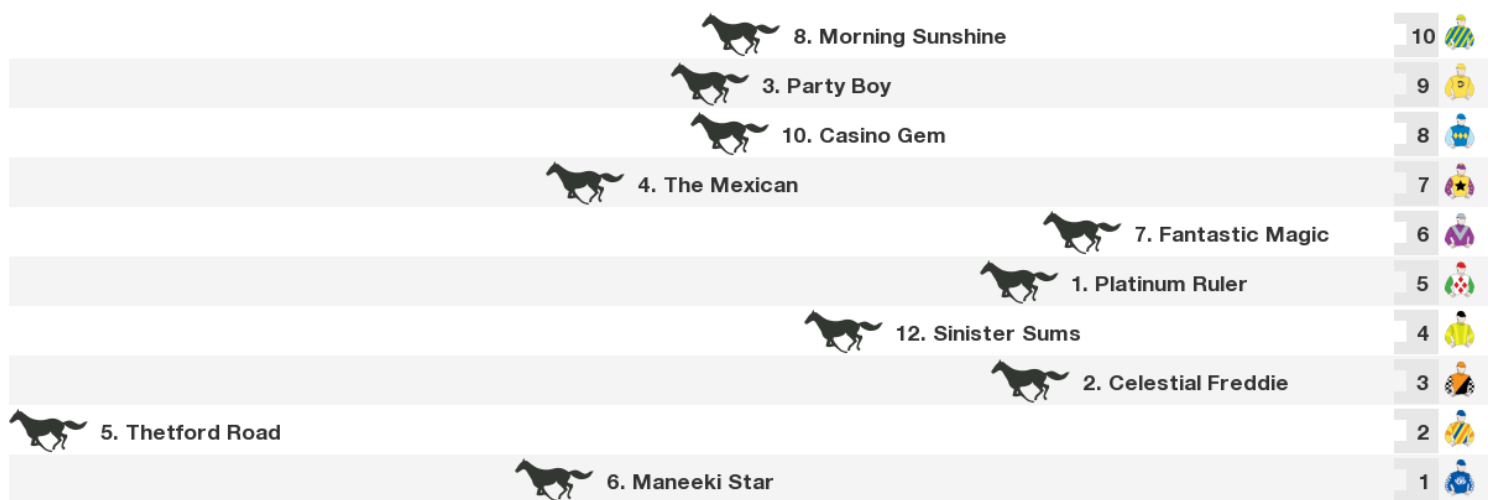 8. Morning Sunshine 10
3. Party Boy 9
10. Casino Gem 8
4. The Mexican 7
7. Fantastic Magic 6
1. Platinum Ruler 5
12. Sinister Sums 4
2. Celestial Freddie 3
5. Thetford Road 2
6. Maneeki Star 1